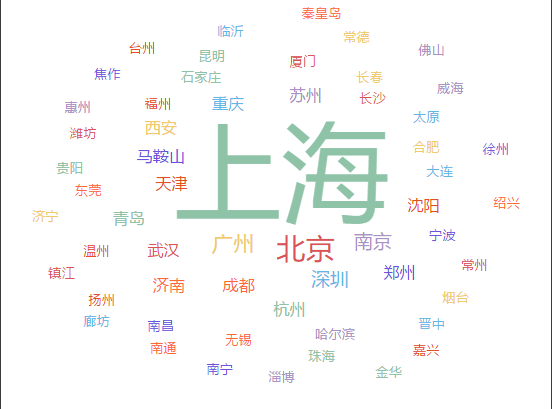 秦皇岛
临沂
常德
台州
昆明
佛山
厦门
焦作
石家庄
长春
威海
惠州
福州
重庆
苏州
长沙
太原
潍坊
西安
上海
合肥
徐州
马鞍山
贵阳
大连
东莞
天津
沈阳
绍兴
济宁
青岛
宁波
温州
武汉
广州
北京
南京
镇江
常州
济南
成都
深圳
郑州
扬州
烟台
廊坊
南昌
杭州
晋中
南通
无锡
哈尔滨
嘉兴
珠海
南宁
淄博
金华